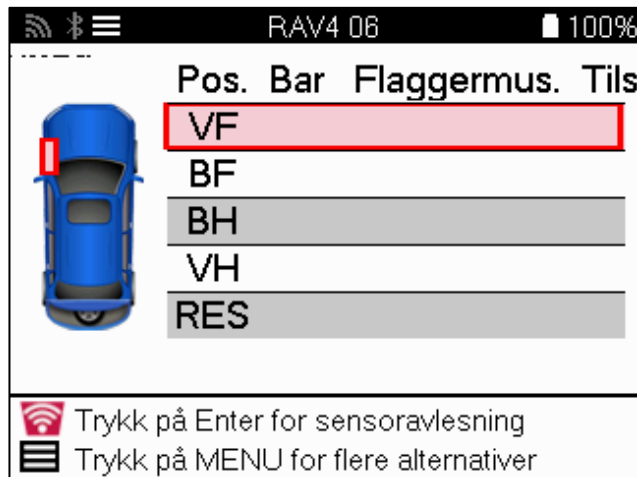 RAV4 06 100%
Pos. Bar Flaggermus. Tils
VF
BF
BH
VH
RES
Trykk på Enter for sensoravlesning
Trykk på MENU for flere alternativer